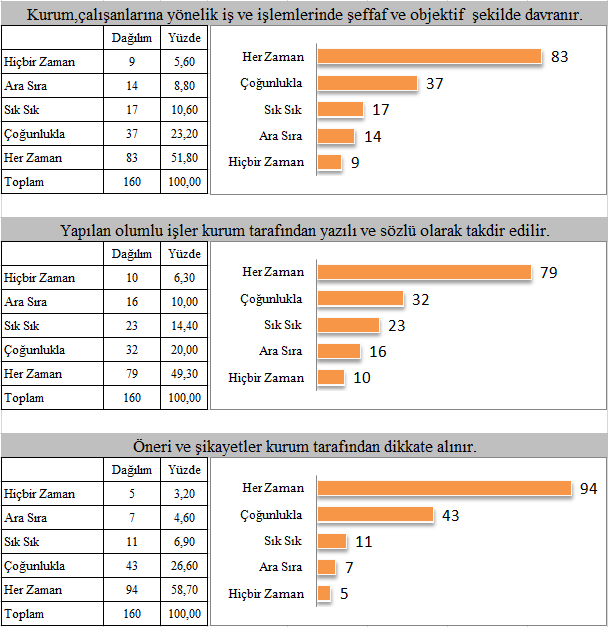 Kurum,çalışanlarına yönelik iş ve işlemlerinde şeffaf ve objektif şekilde davranır.
Dağılım Yüzde
Hiçbir Zaman 9 5,60
Ara Sıra 14 8,80
Sık Sık 17 10,60
Çoğunlukla 37 23,20
Her Zaman 83 51,80
Toplam 160 100,00
Her Zaman 83
Çoğunlukla 37
Sık Sık 17
Ara Sıra 14
Hiçbir Zaman 9
Yapılan olumlu işler kurum tarafından yazılı ve sözlü olarak takdir edilir.
Dağılım Yüzde
Hiçbir Zaman 10 6,30
Ara Sıra 16 10,00
Sık Sık 23 14,40
Çoğunlukla 32 20,00
Her Zaman 79 49,30
Toplam 160 100,00
Her Zaman 79
Çoğunlukla 32
Sık Sık 23
Ara Sıra 16
Hiçbir Zaman 10
Öneri ve şikayetler kurum tarafından dikkate alınır.
Dağılım Yüzde
Hiçbir Zaman 5 3,20
Ara Sıra 7 4,60
Sık Sık 11 6,90
Çoğunlukla 43 26,60
Her Zaman 94 58,70
Toplam 160 100,00
Her Zaman 94
Çoğunlukla 43
Sık Sık 11
Ara Sıra 7
Hiçbir Zaman 5